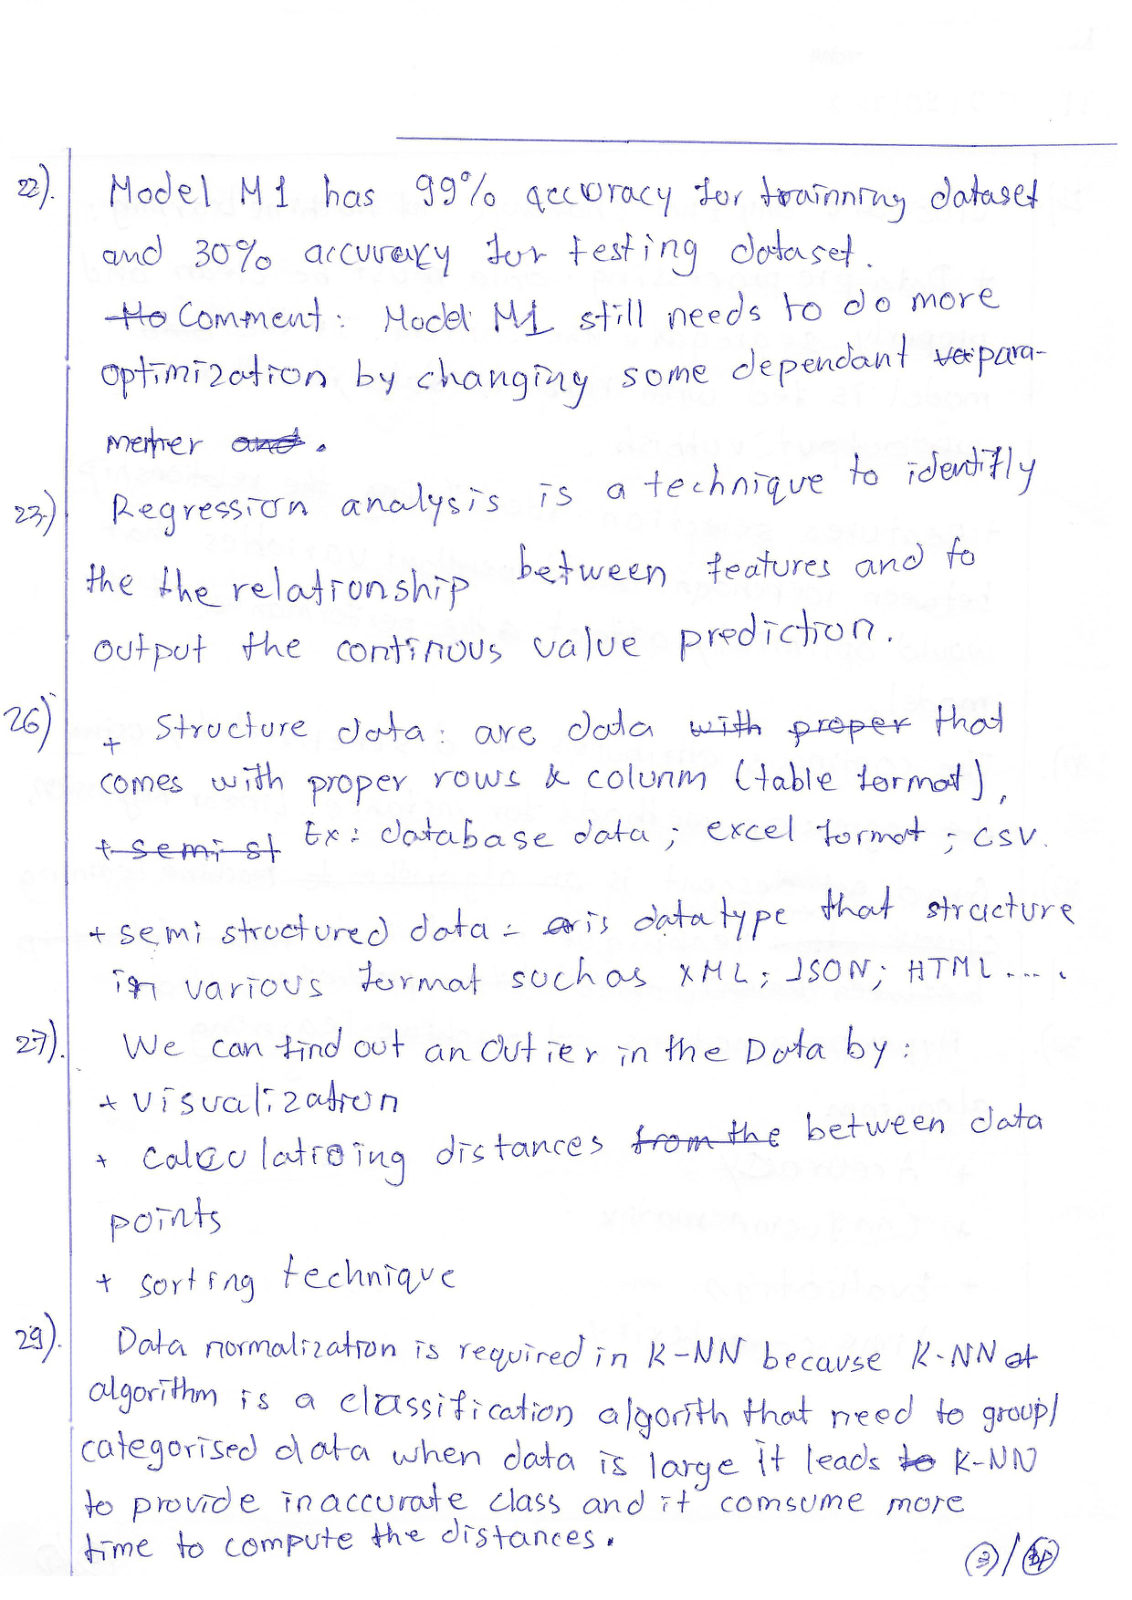 22). Model M1 has 99% accuracy for trainning dataset
and 30% accuracy for testing dataset.
Ho Comment: Model M1 still needs to do more
optimization by changing some dependant para-
metter and.
23) Regression analysis is a technique to identifly
the the relationship between features and to
output the continous value prediction.
26) + Structure data: are data with proper that
comes with proper rows & colunm (table format),
+ semi st Ex: database data; excel format; CSV.
+ semi structured data = is data type that structure
in various format such as XML; JSON; HTML ....
27). We can find out an Outier in the Data by:
+ visualization
+ calculationing distances from the between data
points
+ sorting technique
29). Data normalization is required in K-NN because K-NN
algorithm is a classification algorith that need to group/
categorised data when data is large it leads to K-NN
to provide inaccurate class and it comsume more
time to compute the distances.